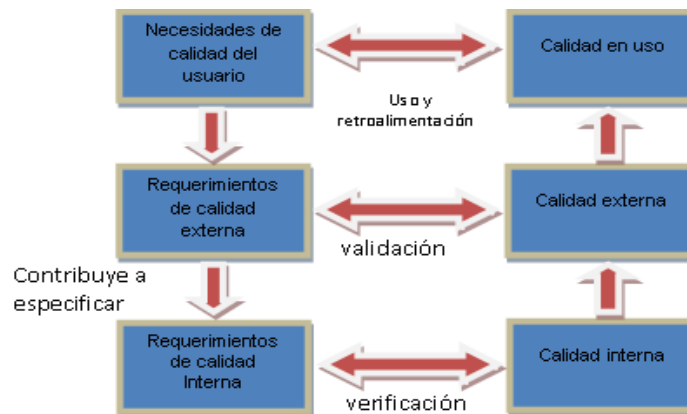 Necesidades de
calidad del
usuario
Calidad en uso
Uso y
retroalimentación
Requerimientos
de calidad
externa
Calidad externa
validación
Contribuye a
especificar
Requerimientos
de calidad
Interna
Calidad interna
verificación